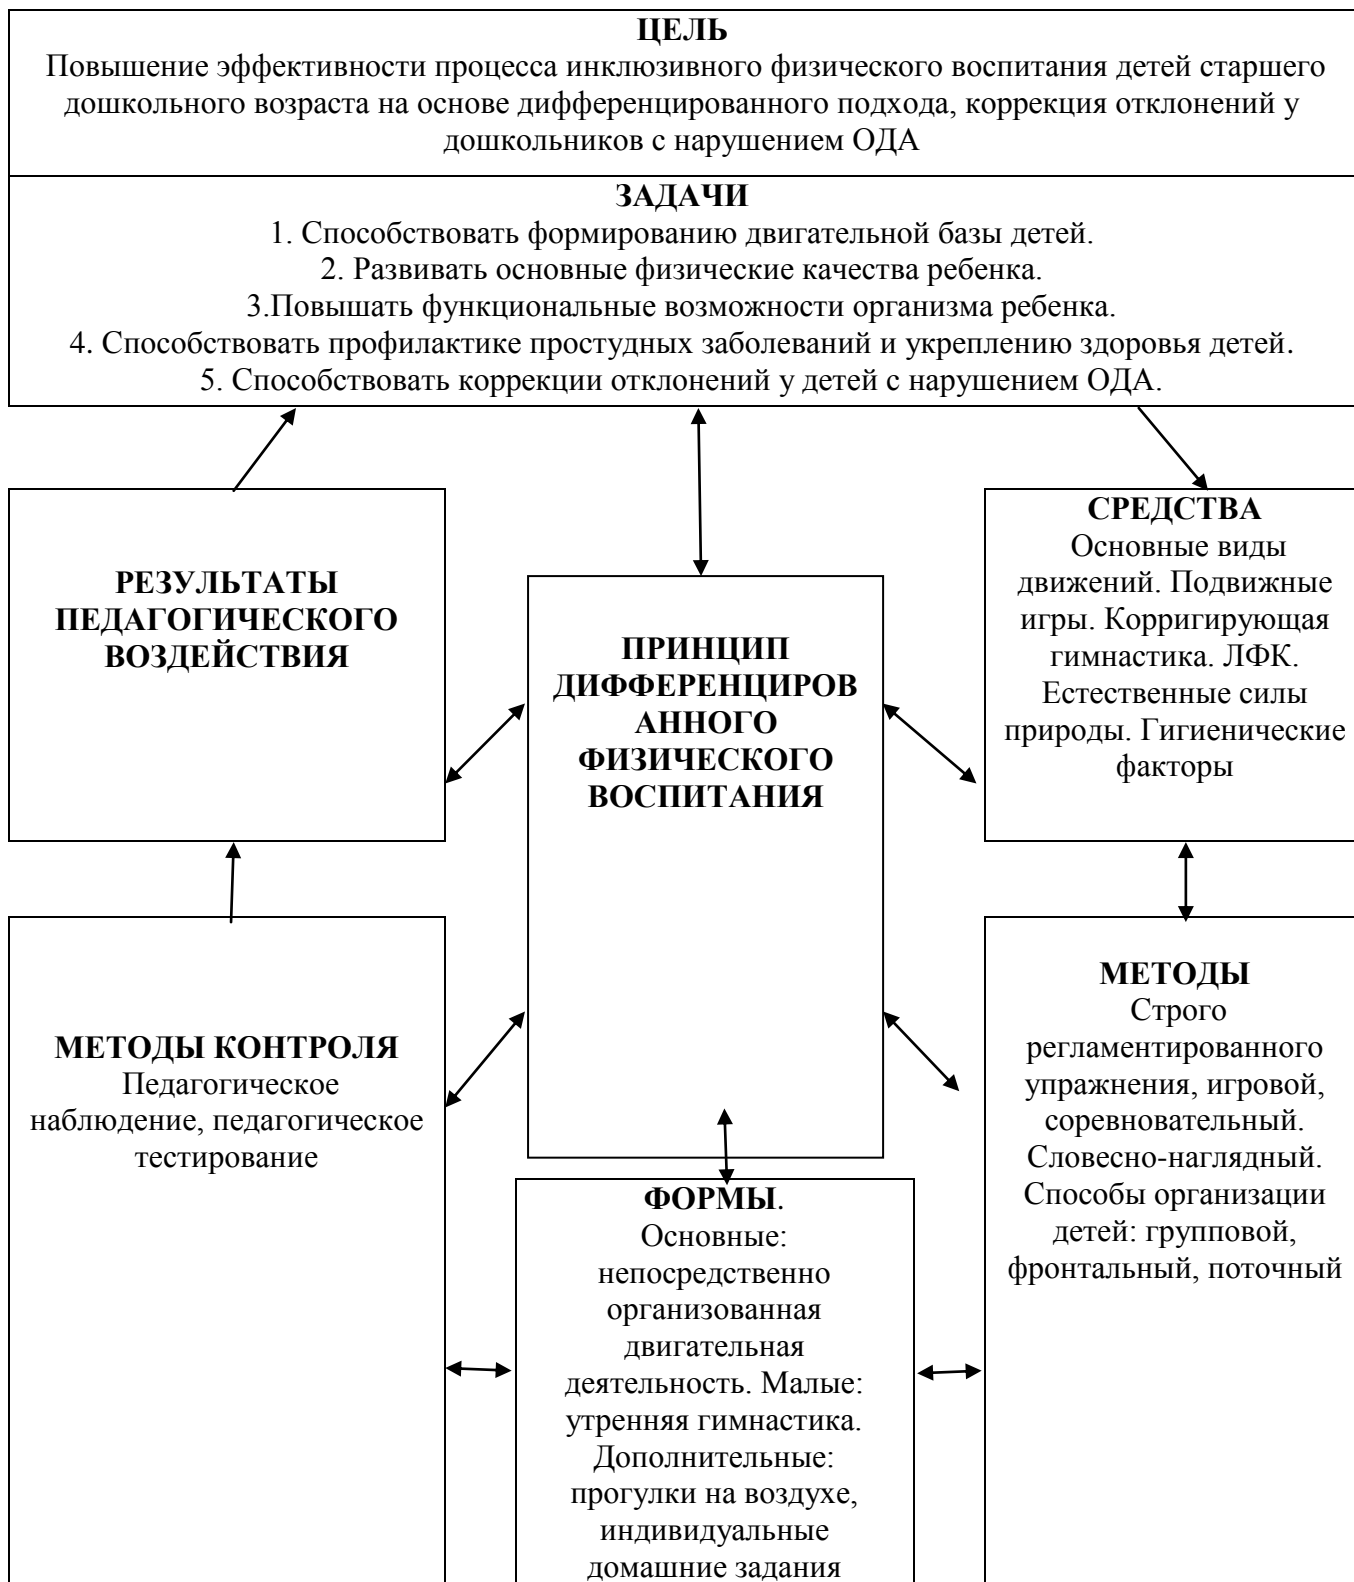 ЦЕЛЬ
Повышение эффективности процесса инклюзивного физического воспитания детей старшего
дошкольного возраста на основе дифференцированного подхода, коррекция отклонений у
дошкольников с нарушением ОДА
ЗАДАЧИ
1. Способствовать формированию двигательной базы детей.
2. Развивать основные физические качества ребенка.
3.Повышать функциональные возможности организма ребенка.
4. Способствовать профилактике простудных заболеваний и укреплению здоровья детей.
5. Способствовать коррекции отклонений у детей с нарушением ОДА.
РЕЗУЛЬТАТЫ
ПЕДАГОГИЧЕСКОГО
ВОЗДЕЙСТВИЯ
ПРИНЦИП
ДИФФЕРЕНЦИРОВ
АННОГО
ФИЗИЧЕСКОГО
ВОСПИТАНИЯ
СРЕДСТВА
Основные виды
движений. Подвижные
игры. Корригирующая
гимнастика. ЛФК.
Естественные силы
природы. Гигиенические
факторы
МЕТОДЫ КОНТРОЛЯ
Педагогическое
наблюдение, педагогическое
тестирование
ФОРМЫ.
Основные:
непосредственно
организованная
двигательная
деятельность. Малые:
утренняя гимнастика.
Дополнительные:
прогулки на воздухе,
индивидуальные
домашние задания
МЕТОДЫ
Строго
регламентированного
упражнения, игровой,
соревновательный.
Словесно-наглядный.
Способы организации
детей: групповой,
фронтальный, поточный